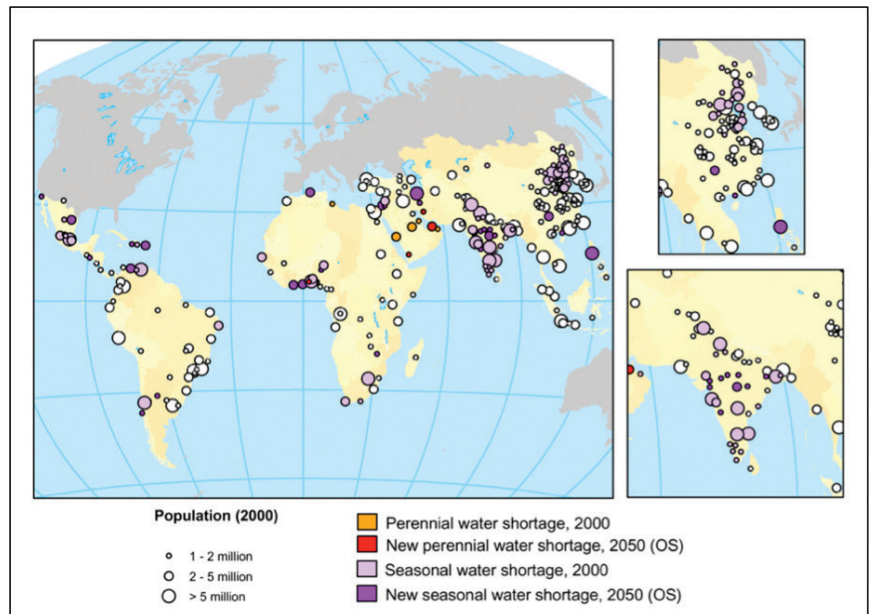 Population (2000)
1 - 2 million
2 - 5 million
> 5 million
Perennial water shortage, 2000
New perennial water shortage, 2050 (OS)
Seasonal water shortage, 2000
New seasonal water shortage, 2050 (OS)